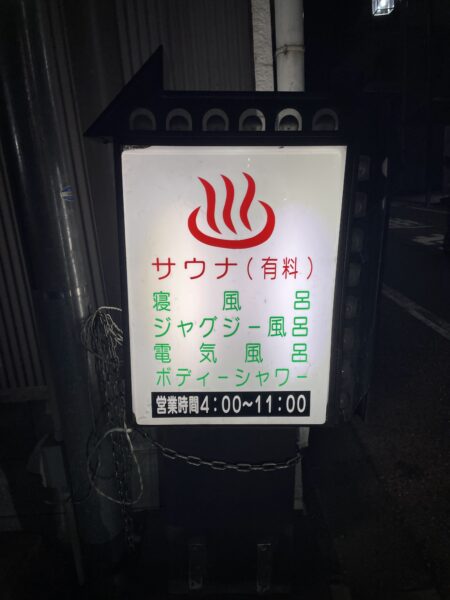 サウナ(有料)
寝風呂
ジャグジー風呂
電気風呂
ボディーシャワー
営業時間4:00~11:00